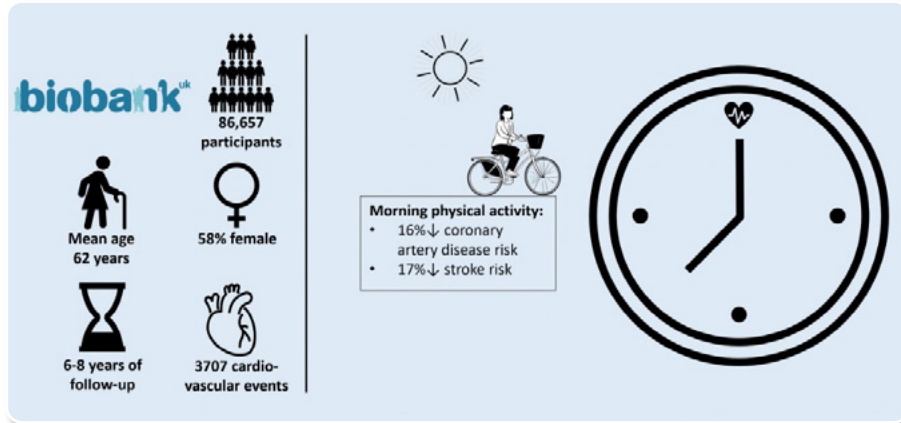 biobank uk
86,657
participants
Mean age
62 years
58% female
6-8 years of
follow-up
3707 cardio-
vascular events
Morning physical activity:
• 16%↓ coronary
artery disease risk
• 17%↓ stroke risk